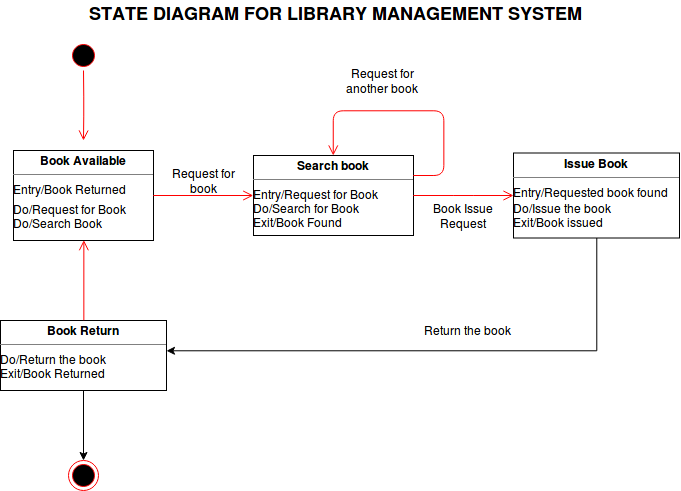 STATE DIAGRAM FOR LIBRARY MANAGEMENT SYSTEM
Request for
another book
Book Available
Entry/Book Returned
Do/Request for Book
Do/Search Book
Request for
book
Search book
Entry/Request for Book
Do/Search for Book
Exit/Book Found
Book Issue
Request
Issue Book
Entry/Requested book found
Do/Issue the book
Exit/Book issued
Return the book
Book Return
Do/Return the book
Exit/Book Returned